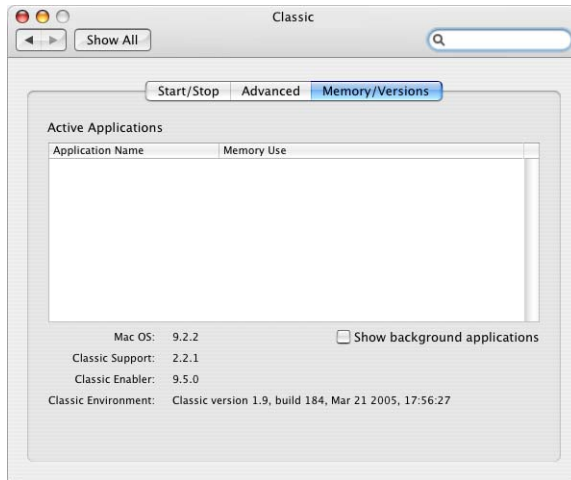 Classic
Show All
Start/Stop Advanced Memory/Versions
Active Applications
Application Name Memory Use
Mac OS: 9.2.2 Show background applications
Classic Support: 2.2.1
Classic Enabler: 9.5.0
Classic Environment: Classic version 1.9, build 184, Mar 21 2005, 17:56:27